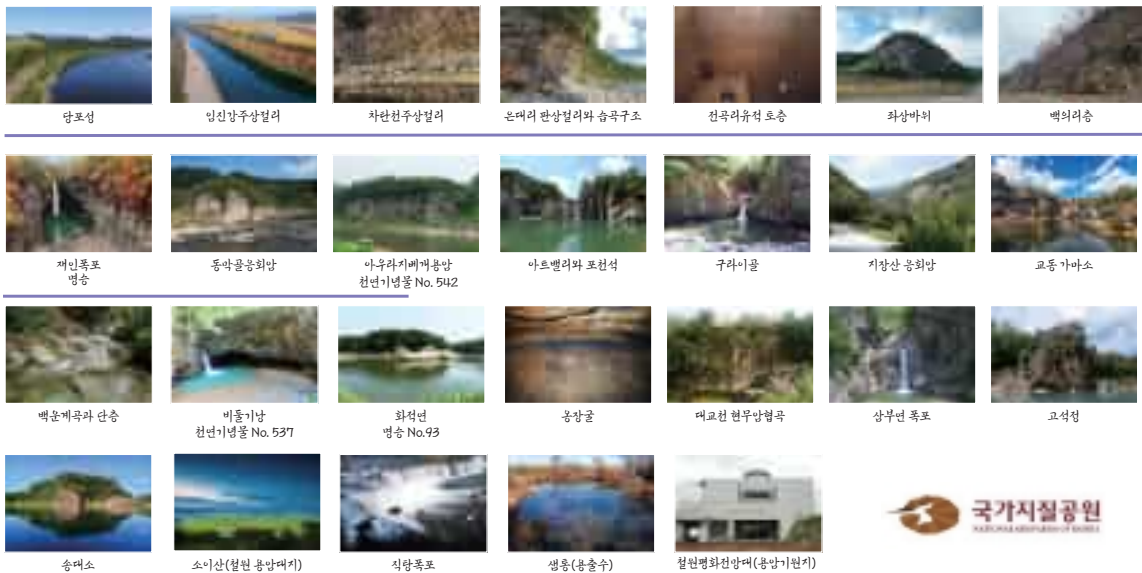 당포성
임진강주상절리
차탄천주상절리
은대리 판상절리와 습곡구조
전곡리유적 토층
좌상바위
백의리층
재인폭포
명승
동막골응회암
아우라지베개용암
천연기념물 No. 542
아트밸리와 포천석
구라이골
지장산 응회암
교동 가마소
백운계곡과 단층
비둘기낭
천연기념물 No. 537
화적연
명승 No.93
옹장굴
대교천 현무암협곡
삼부연 폭포
고석정
송대소
소이산(철원 용암대지)
직탕폭포
샘통(용출수)
철원평화전망대(용암기원지)
국가지질공원
NATIONAL GEOPARKS OF KOREA